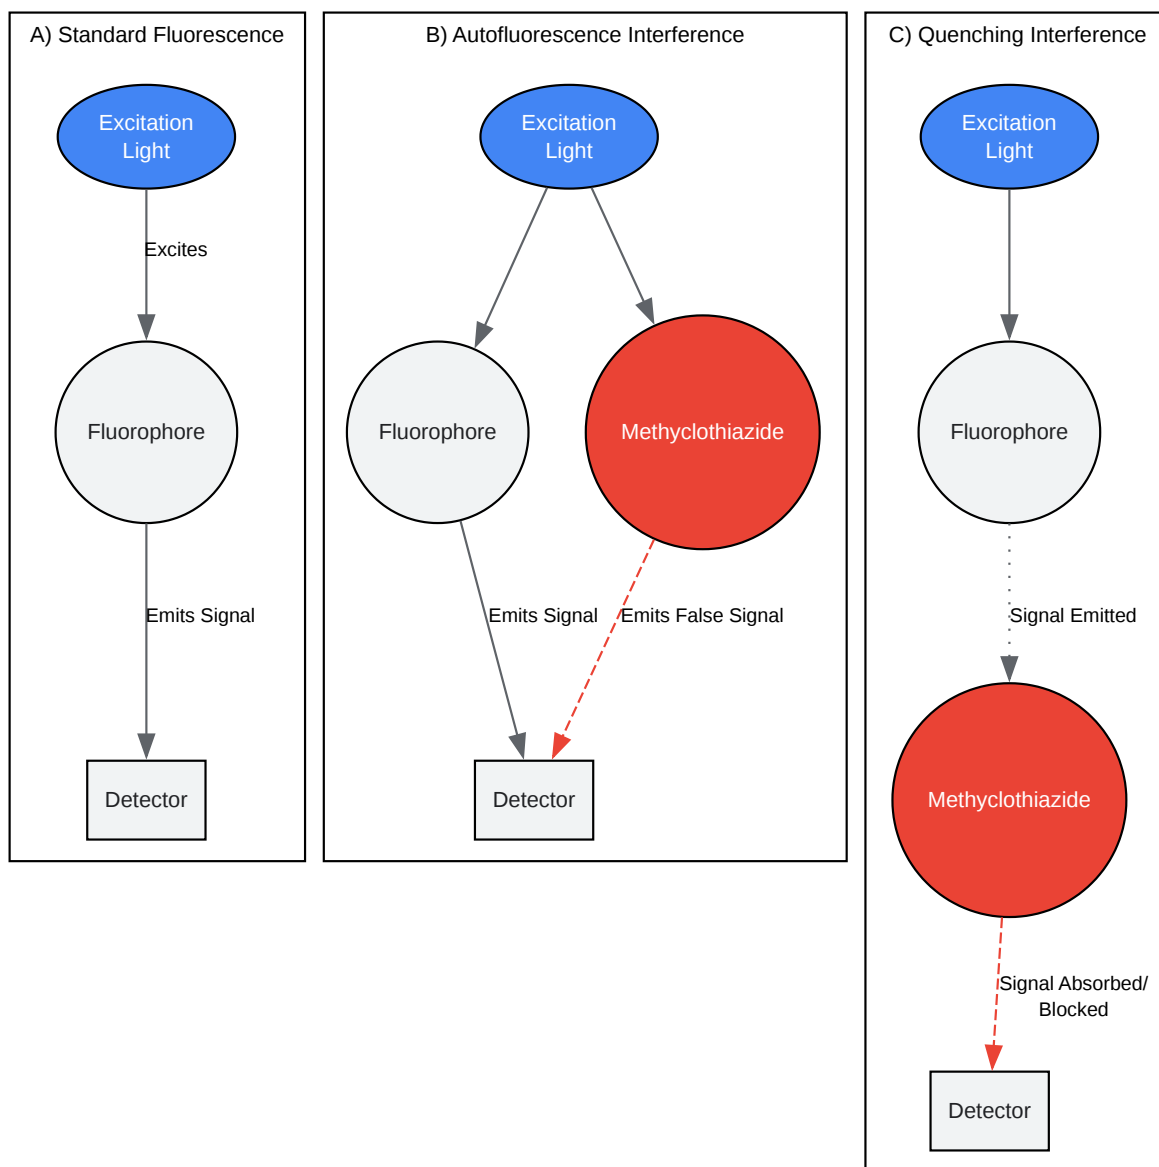 A) Standard Fluorescence
Excitation
Light
Excites
Fluorophore
Emits Signal
Detector
B) Autofluorescence Interference
Excitation
Light
Fluorophore
Methyclothiazide
Emits Signal
Emits False Signal
Detector
C) Quenching Interference
Excitation
Light
Fluorophore
Signal Emitted
Methyclothiazide
Signal Absorbed/
Blocked
Detector